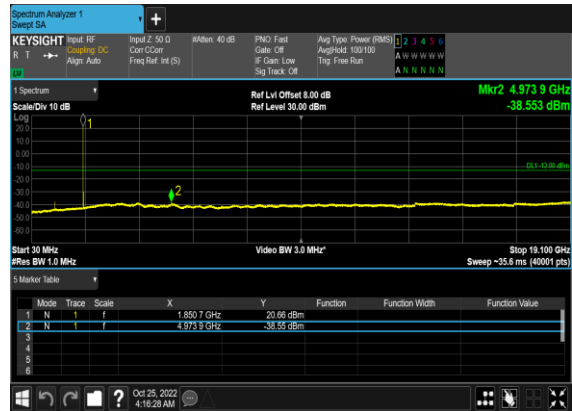 Spectrum Analyzer 1
Swept SA
KEYSIGHT Input: RF Input Z: 50 Ω #Atten: 40 dB PNO: Fast Avg Type: Power (RMS) 1 2 3 4 5 6
R T Coupling: DC Corr CCorr Gate: Off Avg|Hold: 100/100 A W W W W W
Align: Auto Freq Ref: Int (S) IF Gain: Low Trig: Free Run
LW Sig Track: Off A N N N N N
1 Spectrum Ref Lvl Offset 8.00 dB Mkr2 4.973 9 GHz
Scale/Div 10 dB Ref Level 30.00 dBm -38.553 dBm
Log
1
20.0
10.0
0.00
-10.0 DL1 -13.00 dBm
-20.0
-30.0 2
-40.0
-50.0
-60.0
Start 30 MHz Video BW 3.0 MHz* Stop 19.100 GHz
#Res BW 1.0 MHz Sweep ~35.6 ms (40001 pts)
5 Marker Table
Mode Trace Scale X Y Function Function Width Function Value
1 N 1 f 1.850 7 GHz 20.66 dBm
2 N 1 f 4.973 9 GHz -38.55 dBm
3
4
5
6
? Oct 25, 2022
4:16:28 AM